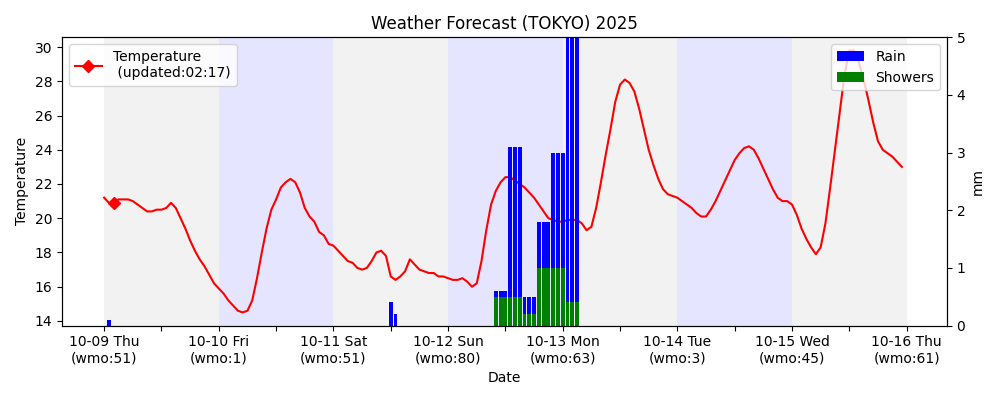 Weather Forecast (TOKYO) 2025
Temperature
(updated:02:17)
Rain
Showers
30
28
26
24
22
20
18
16
14
Temperature
5
4
3
2
1
0
mm
10-09 Thu
(wmo:51)
10-10 Fri
(wmo:1)
10-11 Sat
(wmo:51)
10-12 Sun
(wmo:80)
10-13 Mon
(wmo:63)
10-14 Tue
(wmo:3)
10-15 Wed
(wmo:45)
10-16 Thu
(wmo:61)
Date